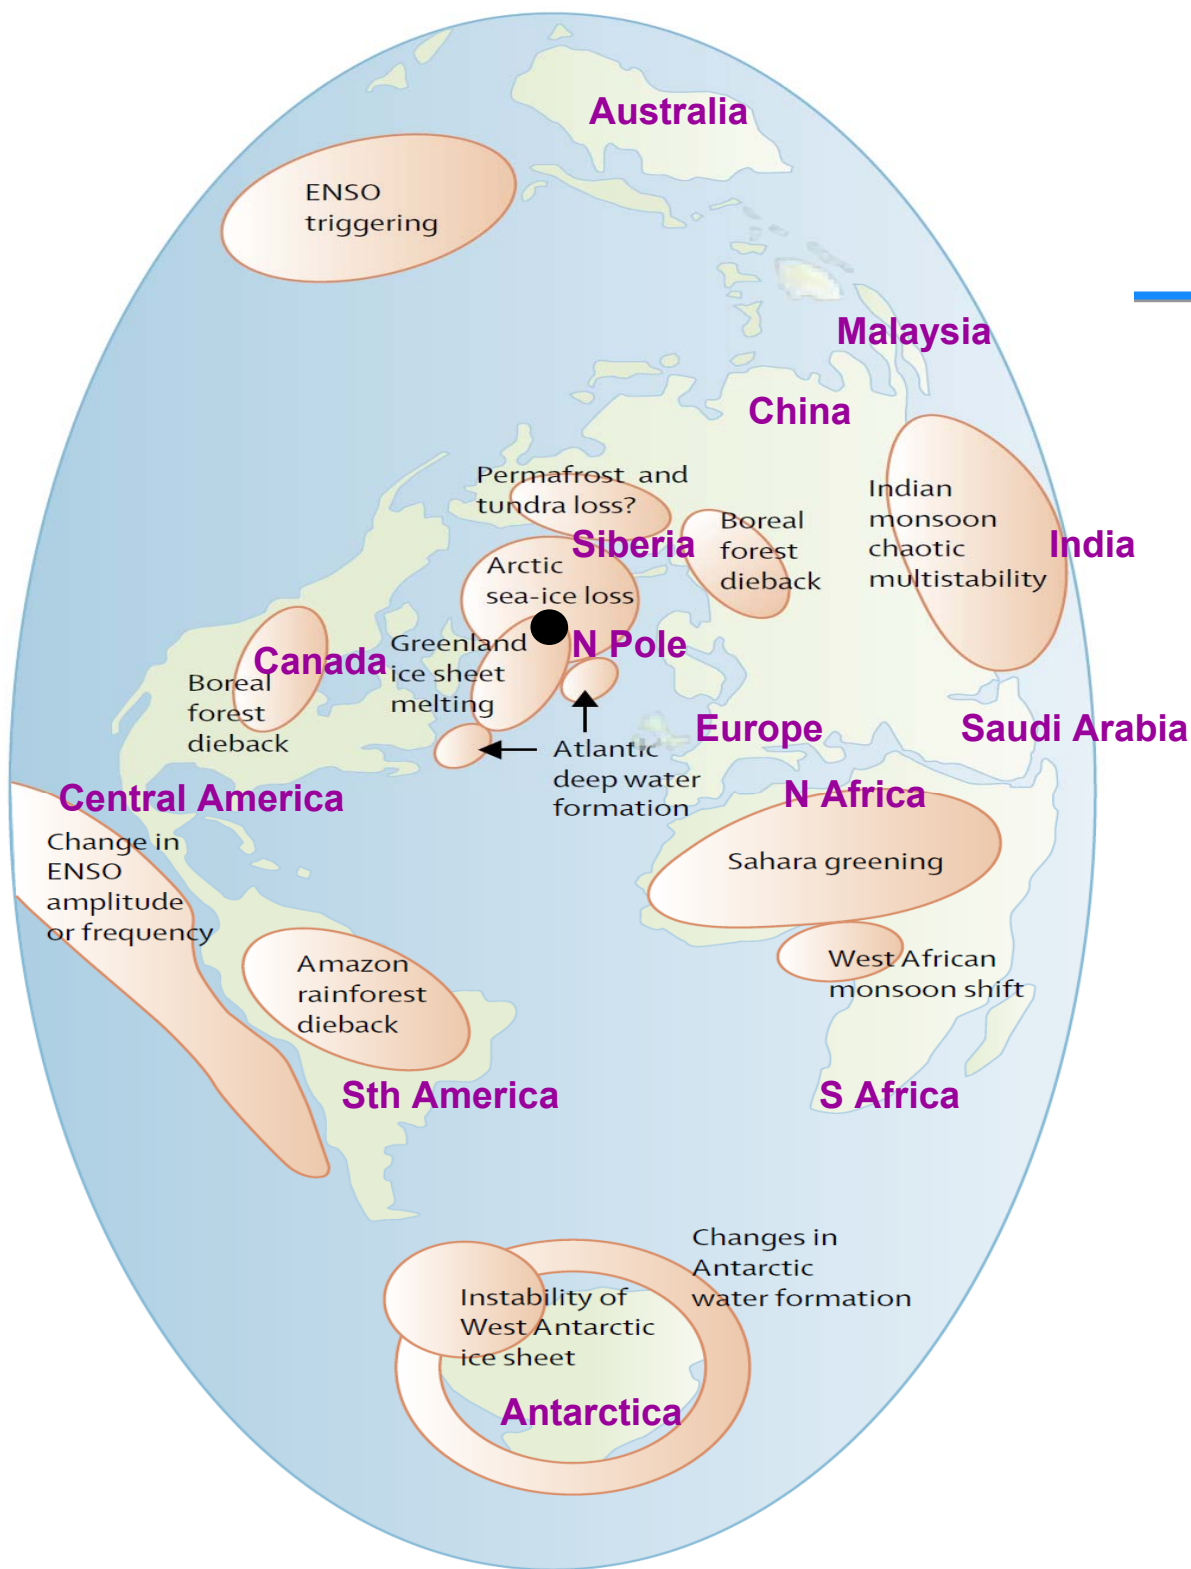 Australia
ENSO
triggering
Malaysia
China
Permafrost and
tundra loss?
Siberia
Boreal
forest
dieback
Indian
monsoon
chaotic
multistability
India
Arctic
sea-ice loss
N Pole
Greenland
ice sheet
melting
Canada
Boreal
forest
dieback
Europe
Saudi Arabia
Atlantic
deep water
formation
Central America
N Africa
Change in
ENSO
amplitude
or frequency
Sahara greening
Amazon
rainforest
dieback
West African
monsoon shift
Sth America
S Africa
Changes in
Antarctic
water formation
Instability of
West Antarctic
ice sheet
Antarctica